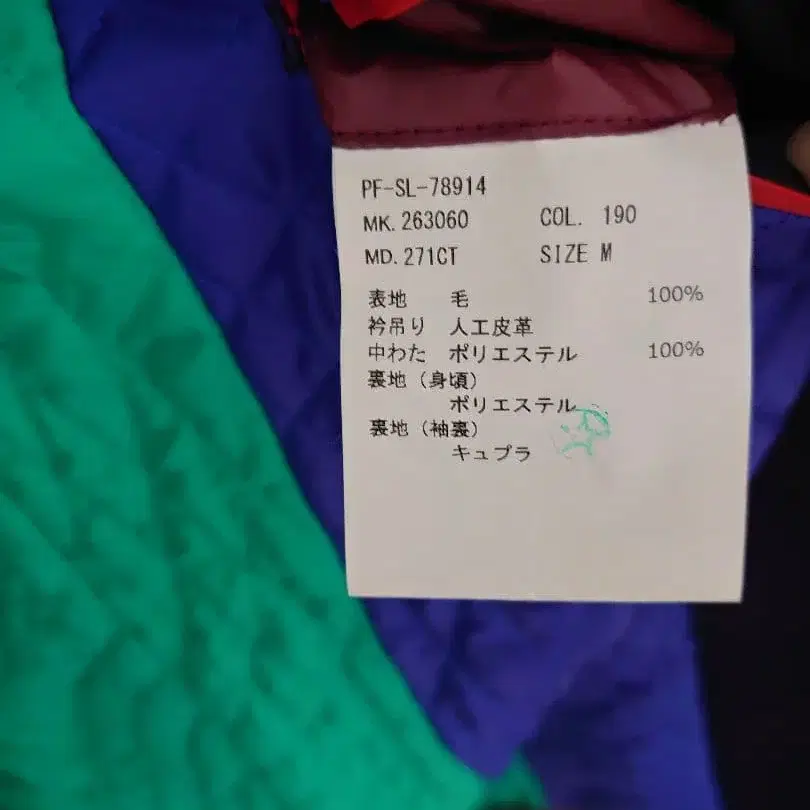 PF-SL-78914
MK. 263060 COL. 190
MD. 271CT SIZE M
表地 毛 100%
衿吊り 人工皮革
中わた ポリエステル 100%
裏地（身頃）
ポリエステル
裏地（袖裏）
キュプラ